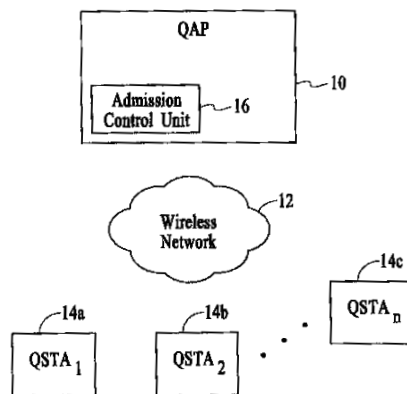 QAP
Admission
Control Unit
16
10
12
Wireless
Network
14a
14b
14c
QSTA1
QSTA2
QSTAn